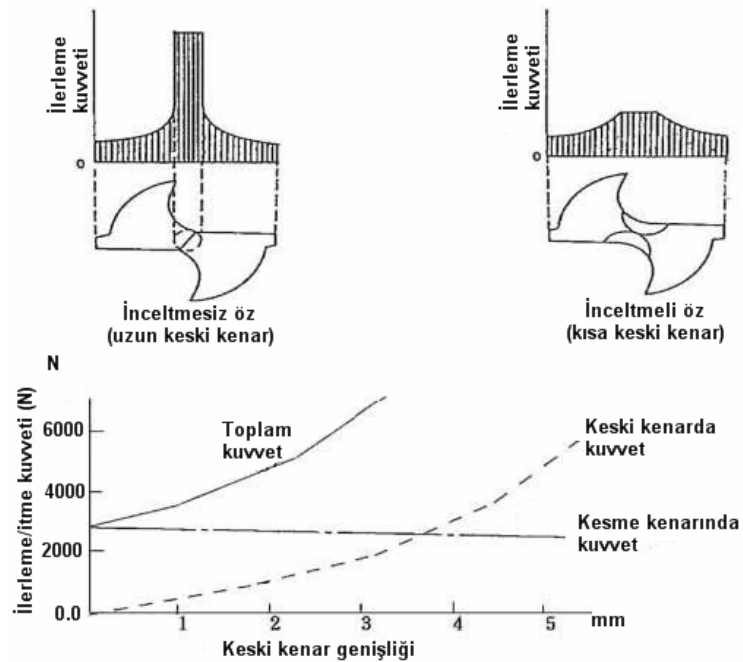 İlerleme
kuvveti
o
İnceltmesiz öz
(uzun keski kenar)
İlerleme
kuvveti
o
İnceltmeli öz
(kısa keski kenar)
N
İlerleme/itme kuvveti (N)
6000
4000
2000
0.0
Toplam
kuvvet
Keski kenarda
kuvvet
Kesme kenarında
kuvvet
1 2 3 4 5 mm
Keski kenar genişliği